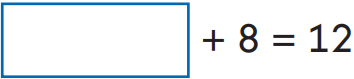 + 8 = 12